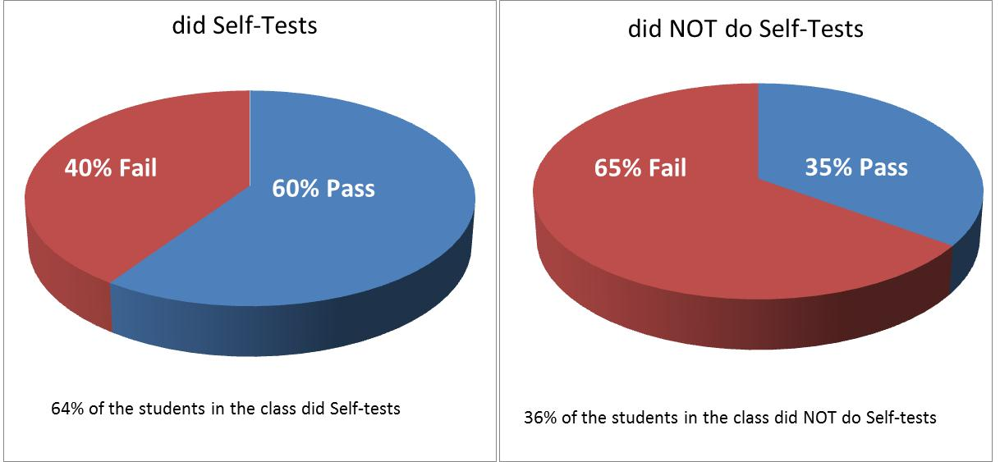 did Self-Tests
40% Fail
60% Pass
64% of the students in the class did Self-tests
did NOT do Self-Tests
65% Fail
35% Pass
36% of the students in the class did NOT do Self-tests